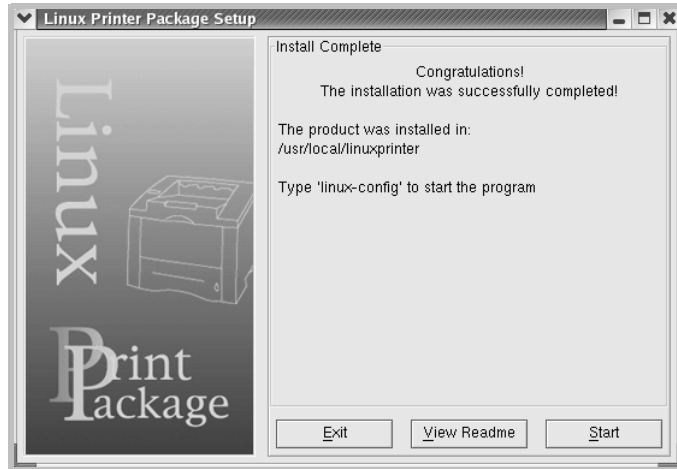 Linux Printer Package Setup
Linux
Print
Package
Install Complete
Congratulations!
The installation was successfully completed!
The product was installed in:
/usr/local/linuxprinter
Type 'linux-config' to start the program
Exit
View Readme
Start